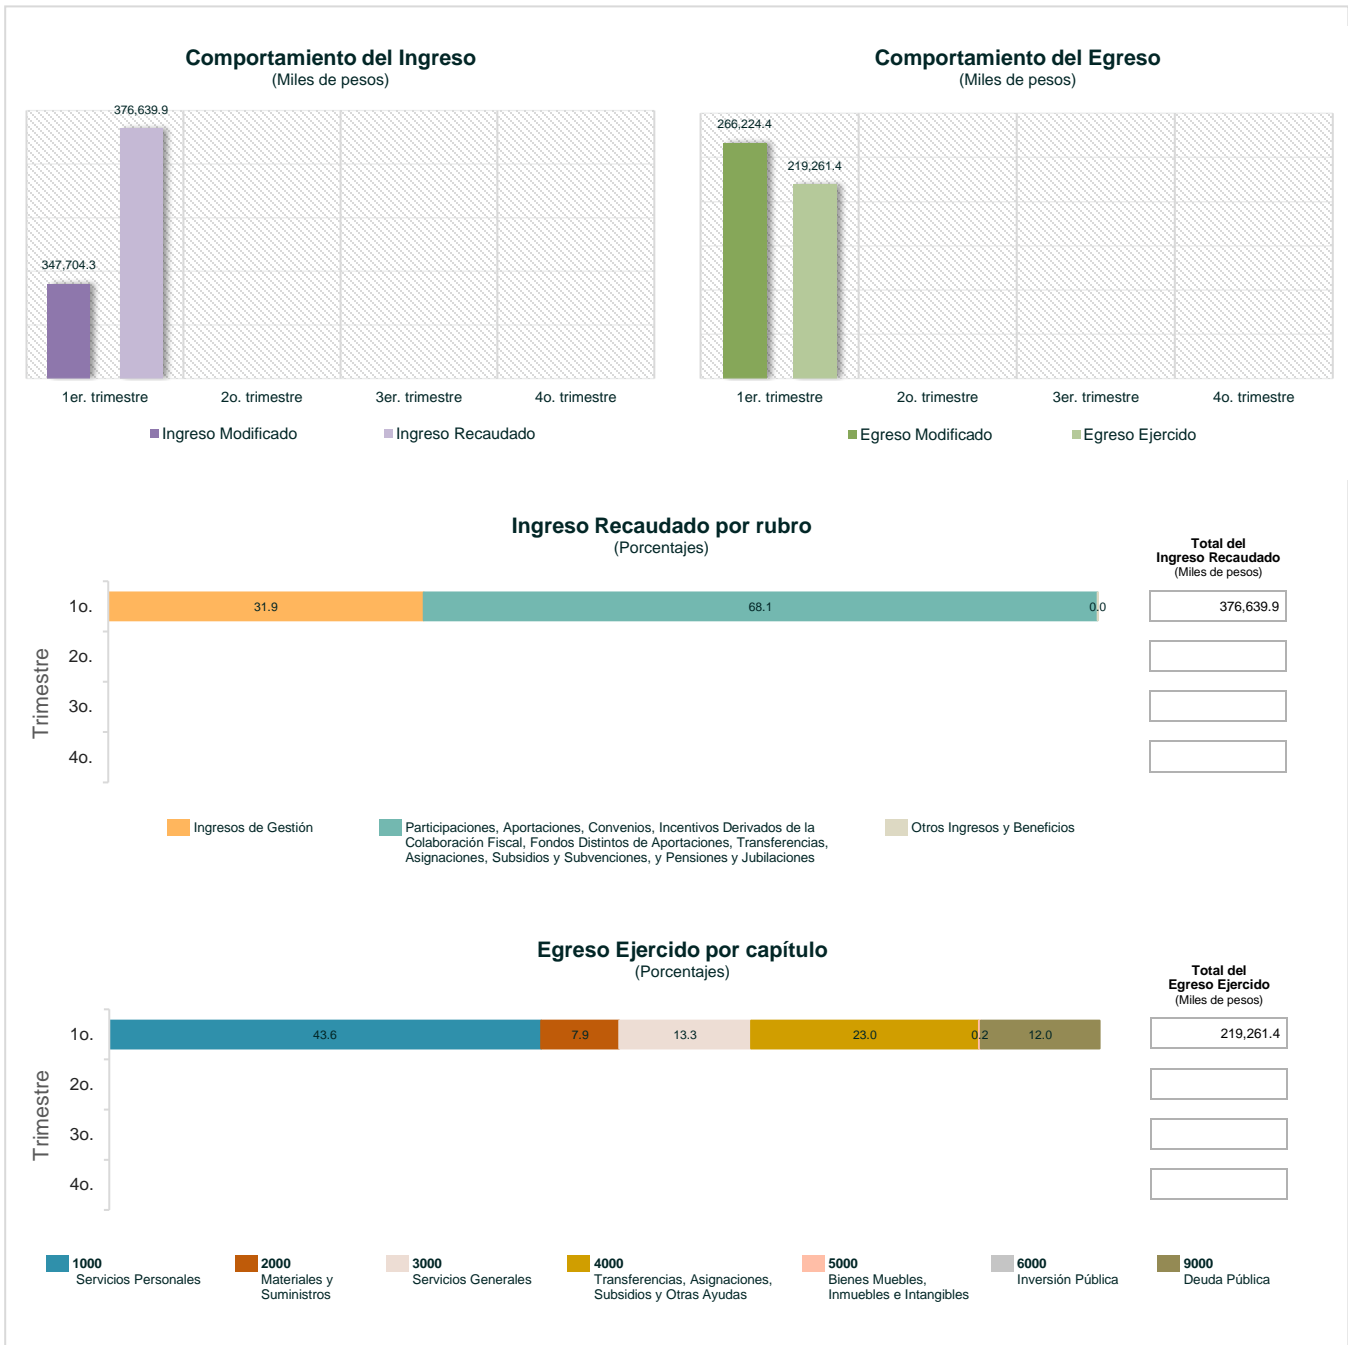 Comportamiento del Ingreso
(Miles de pesos)
376,639.9
347,704.3
1er. trimestre
2o. trimestre
3er. trimestre
4o. trimestre
Ingreso Modificado
Ingreso Recaudado
Comportamiento del Egreso
(Miles de pesos)
266,224.4
219,261.4
1er. trimestre
2o. trimestre
3er. trimestre
4o. trimestre
Egreso Modificado
Egreso Ejercido
Ingreso Recaudado por rubro
(Porcentajes)
Total del
Ingreso Recaudado
(Miles de pesos)
Trimestre
1o.
31.9
68.1
0.0
376,639.9
2o.
3o.
4o.
Ingresos de Gestión
Participaciones, Aportaciones, Convenios, Incentivos Derivados de la
Colaboración Fiscal, Fondos Distintos de Aportaciones, Transferencias,
Asignaciones, Subsidios y Subvenciones, y Pensiones y Jubilaciones
Otros Ingresos y Beneficios
Egreso Ejercido por capítulo
(Porcentajes)
Total del
Egreso Ejercido
(Miles de pesos)
Trimestre
1o.
43.6
7.9
13.3
23.0
0.2
12.0
219,261.4
2o.
3o.
4o.
1000
Servicios Personales
2000
Materiales y
Suministros
3000
Servicios Generales
4000
Transferencias, Asignaciones,
Subsidios y Otras Ayudas
5000
Bienes Muebles,
Inmuebles e Intangibles
6000
Inversión Pública
9000
Deuda Pública